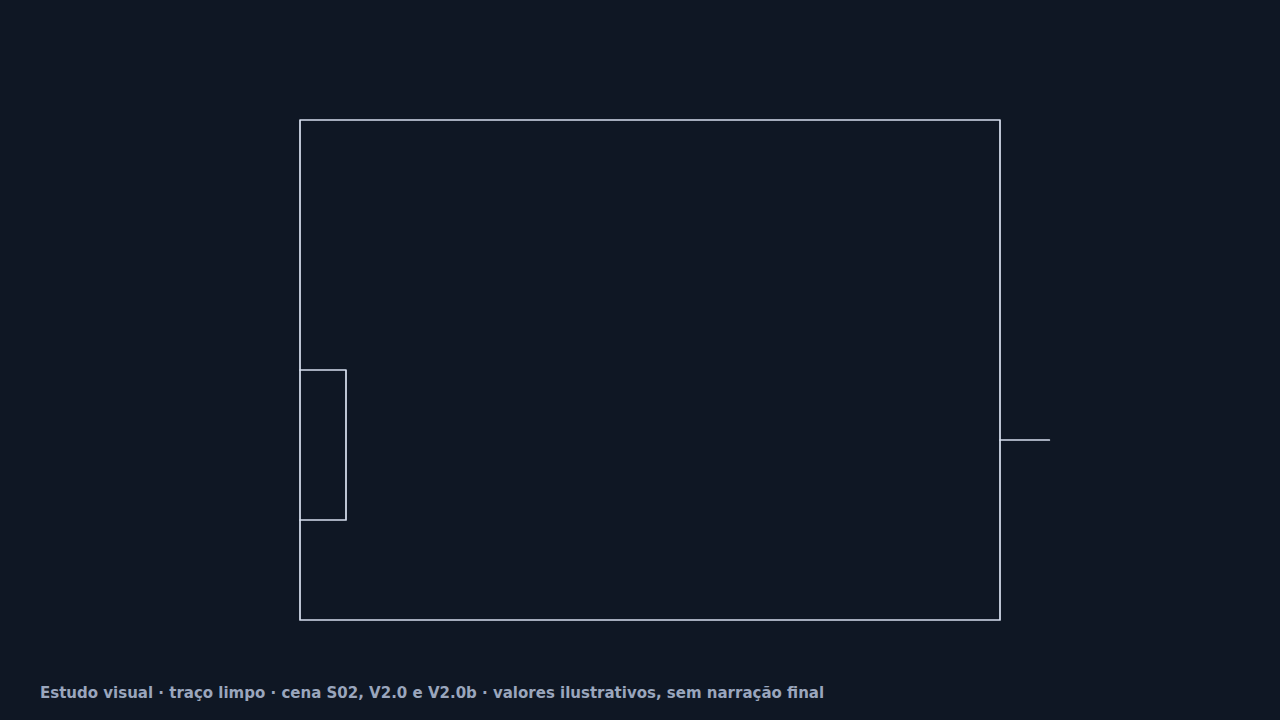 Estudo visual · traço limpo · cena S02, V2.0 e V2.0b · valores ilustrativos, sem narração final